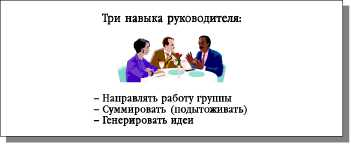 Три навыка руководителя:
– Направлять работу группы
– Суммировать (подытоживать)
– Генерировать идеи